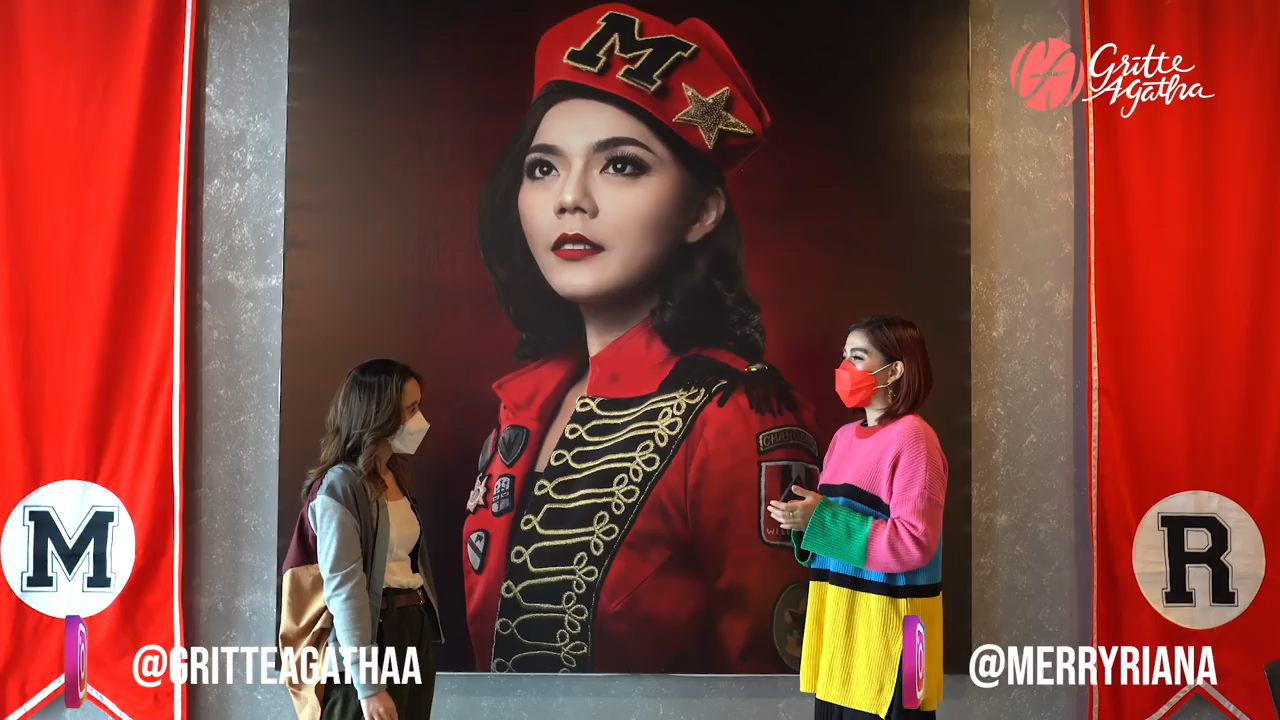 M
Gritte
Agatha
M
R
@GRITTEAGATHAA
@MERRYRIANA